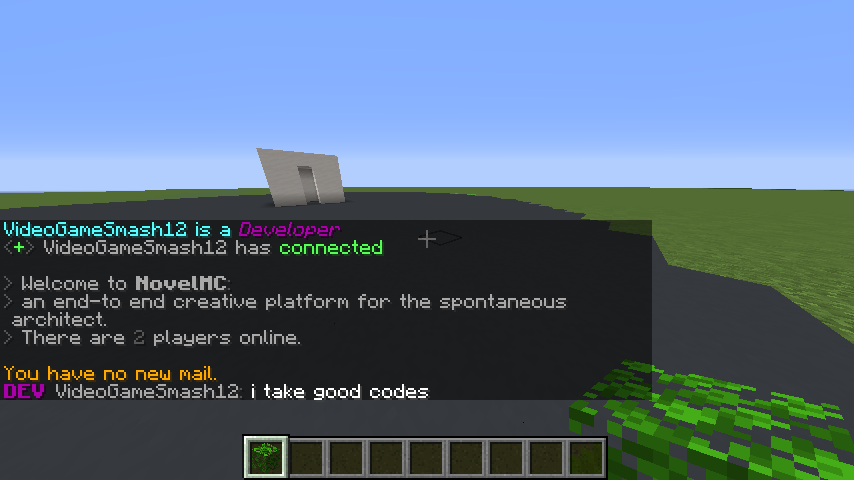 VideoGameSmash12 is a Developer
<+> VideoGameSmash12 has connected
> Welcome to NovelMC:
> an end-to end creative platform for the spontaneous
architect.
> There are 2 players online.
You have no new mail.
DEV VideoGameSmash12: i take good codes